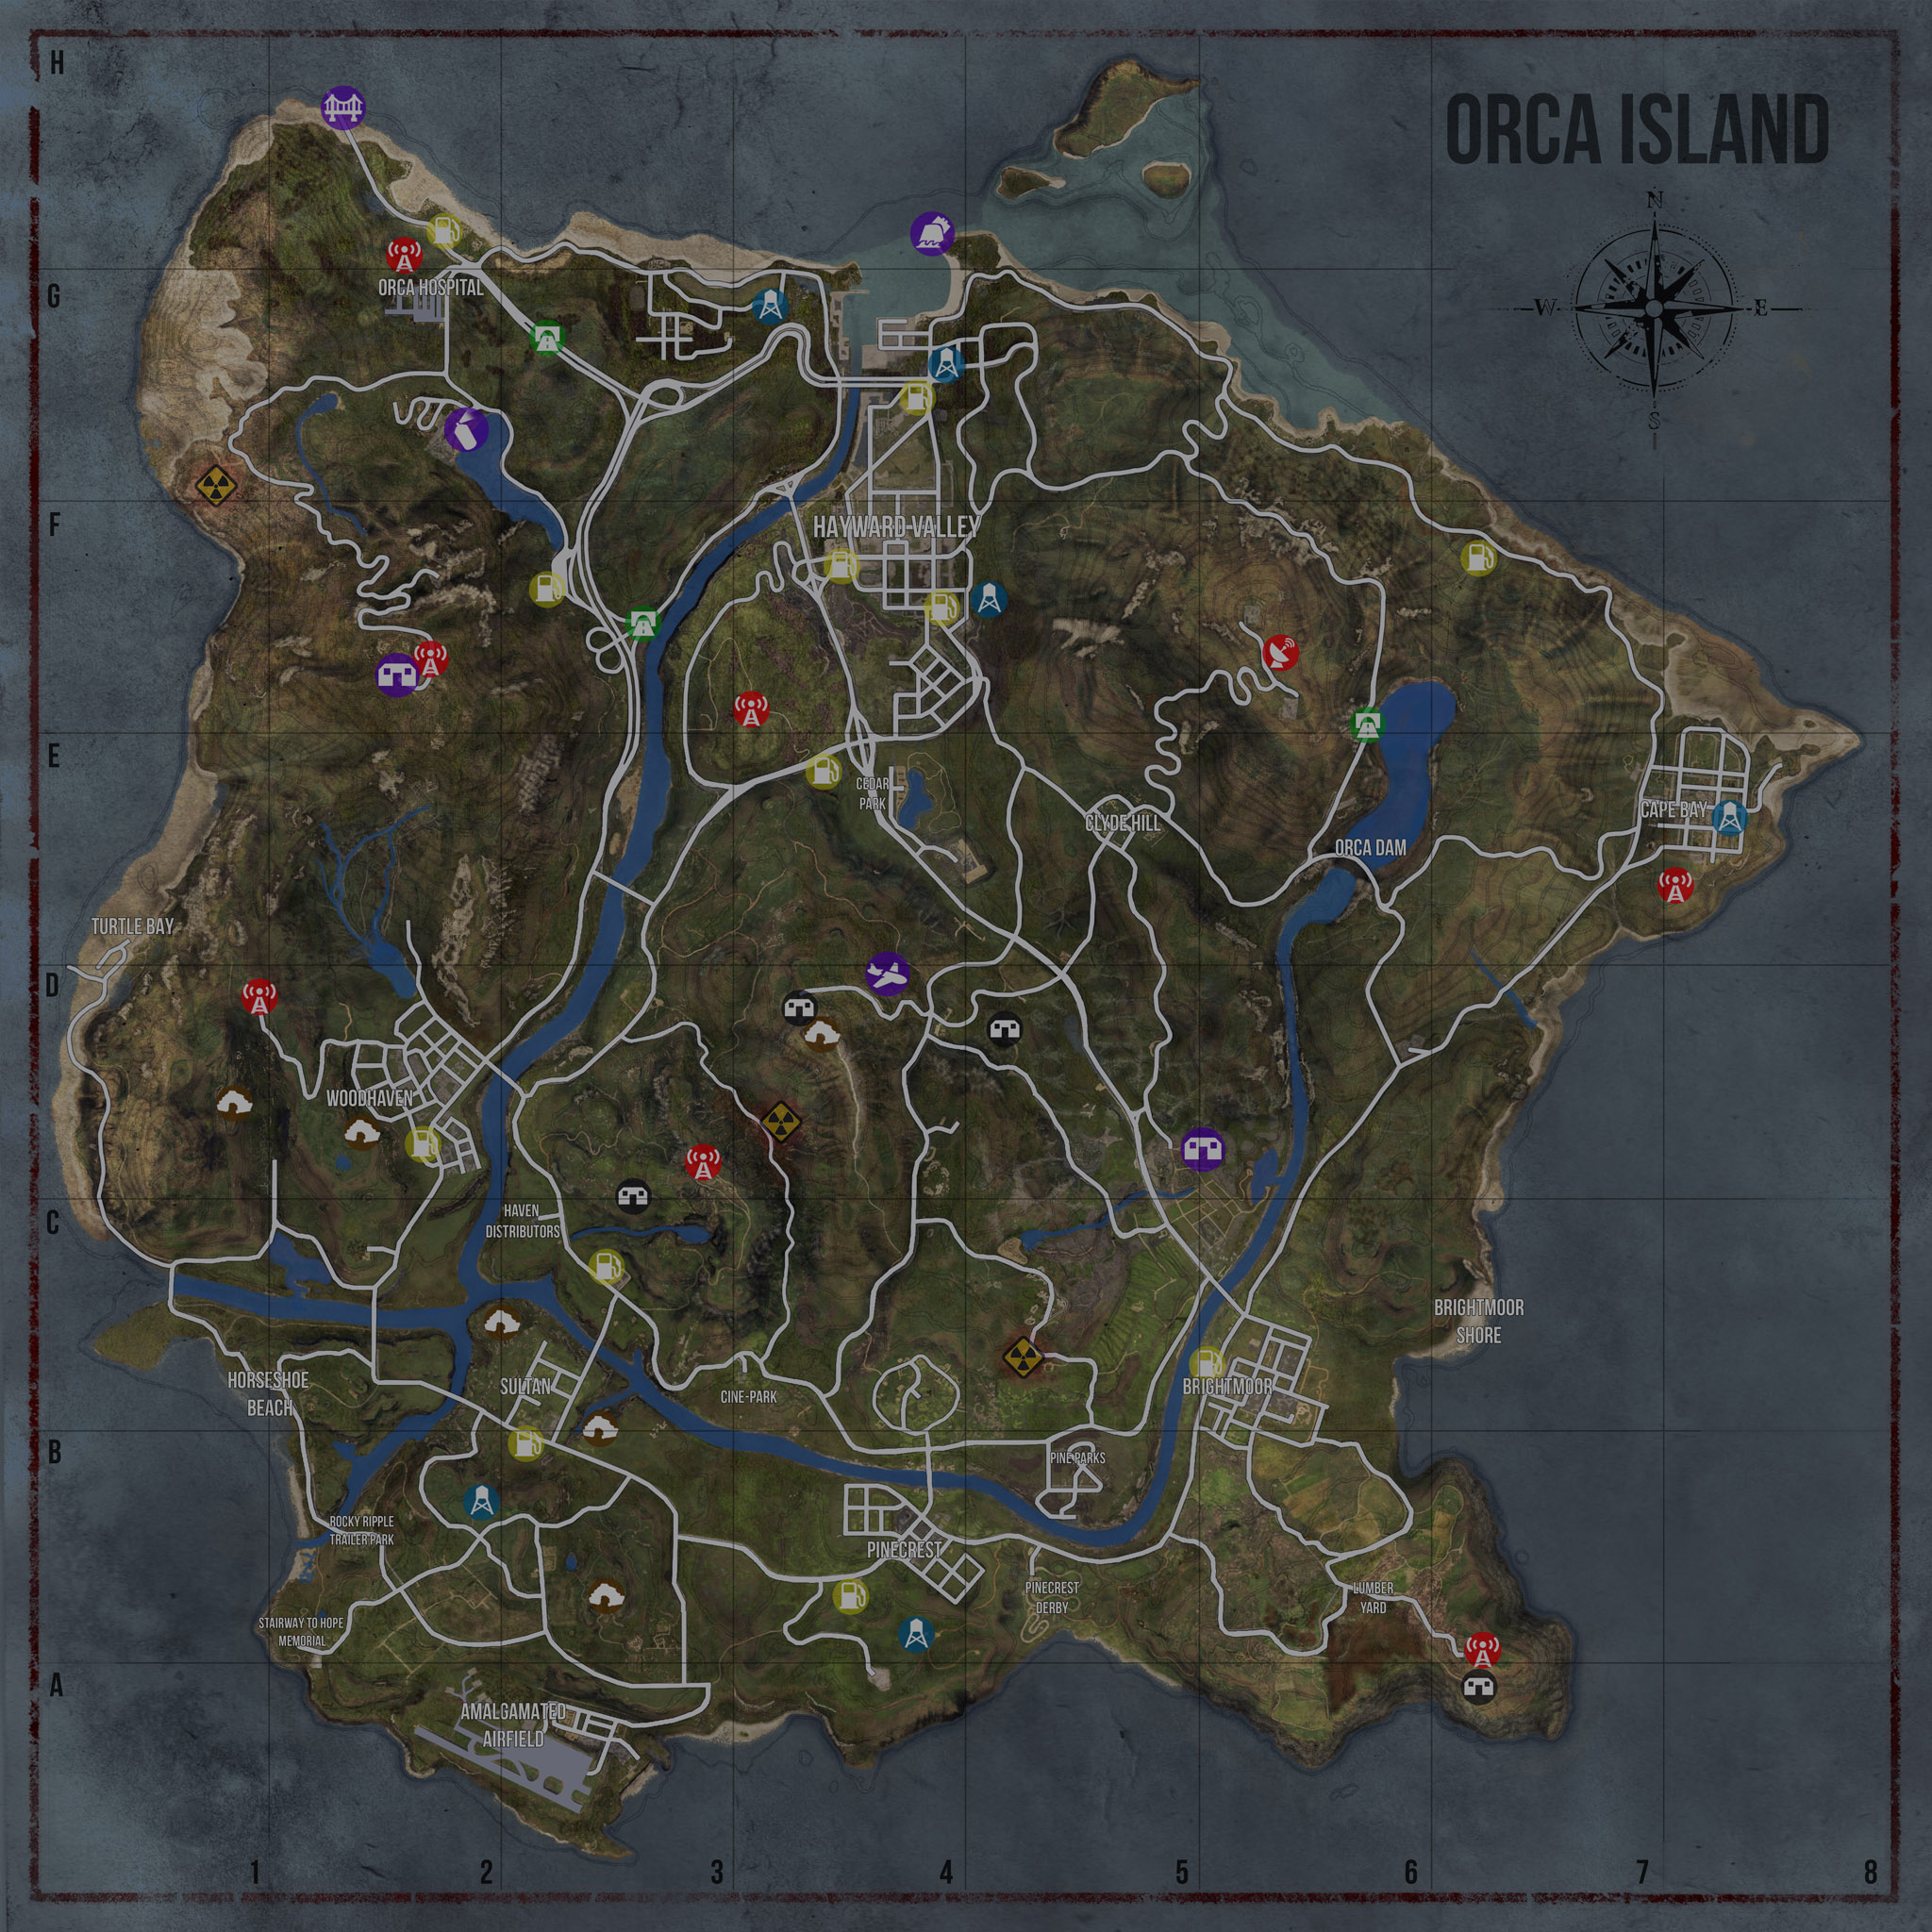 H
ORCA ISLAND
N
G
ORCA HOSPITAL
W
E
S
F
HAYWARD VALLEY
E
CEDAR
PARK
CLYDE HILL
CAPE BAY
ORCA DAM
TURTLE BAY
D
WOODHAVEN
C
HAVEN
DISTRIBUTORS
BRIGHTMOOR
SHORE
HORSESHOE
BEACH
SULTAN
CINE-PARK
BRIGHTMOOR
B
PINE PARKS
ROCKY RIPPLE
TRAILER PARK
PINECREST
PINECREST
DERBY
LUMBER
YARD
STAIRWAY TO HOPE
MEMORIAL
A
AMALGAMATED
AIRFIELD
1
2
3
4
5
6
7
8